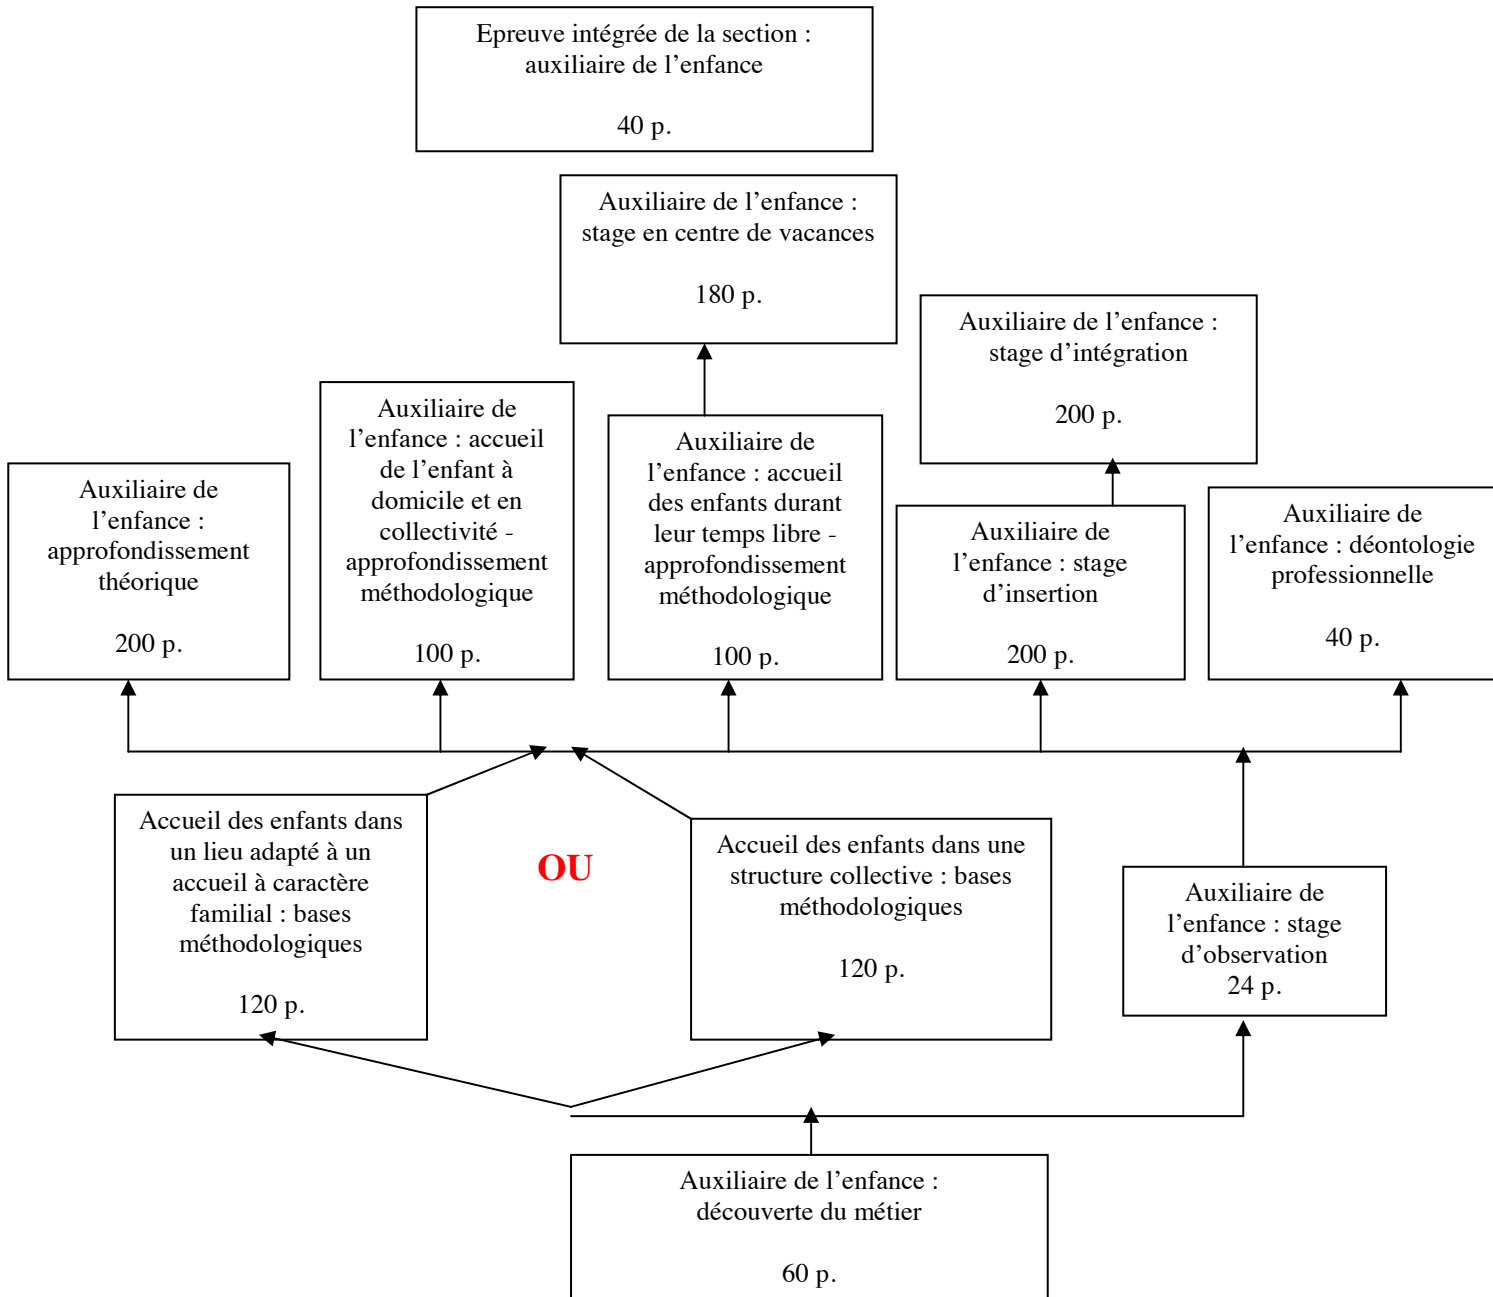 Epreuve intégrée de la section :
auxiliaire de l’enfance
40 p.
Auxiliaire de l’enfance :
stage en centre de vacances
180 p.
Auxiliaire de l’enfance :
stage d’intégration
200 p.
Auxiliaire de
l’enfance :
approfondissement
théorique
200 p.
Auxiliaire de
l’enfance : accueil
de l’enfant à
domicile et en
collectivité -
approfondissement
méthodologique
100 p.
Auxiliaire de
l’enfance : accueil
des enfants durant
leur temps libre -
approfondissement
méthodologique
100 p.
Auxiliaire de
l’enfance : stage
d’insertion
200 p.
Auxiliaire de
l’enfance : déontologie
professionnelle
40 p.
Accueil des enfants dans
un lieu adapté à un
accueil à caractère
familial : bases
méthodologiques
120 p.
OU
Accueil des enfants dans une
structure collective : bases
méthodologiques
120 p.
Auxiliaire de
l’enfance : stage
d’observation
24 p.
Auxiliaire de l’enfance :
découverte du métier
60 p.